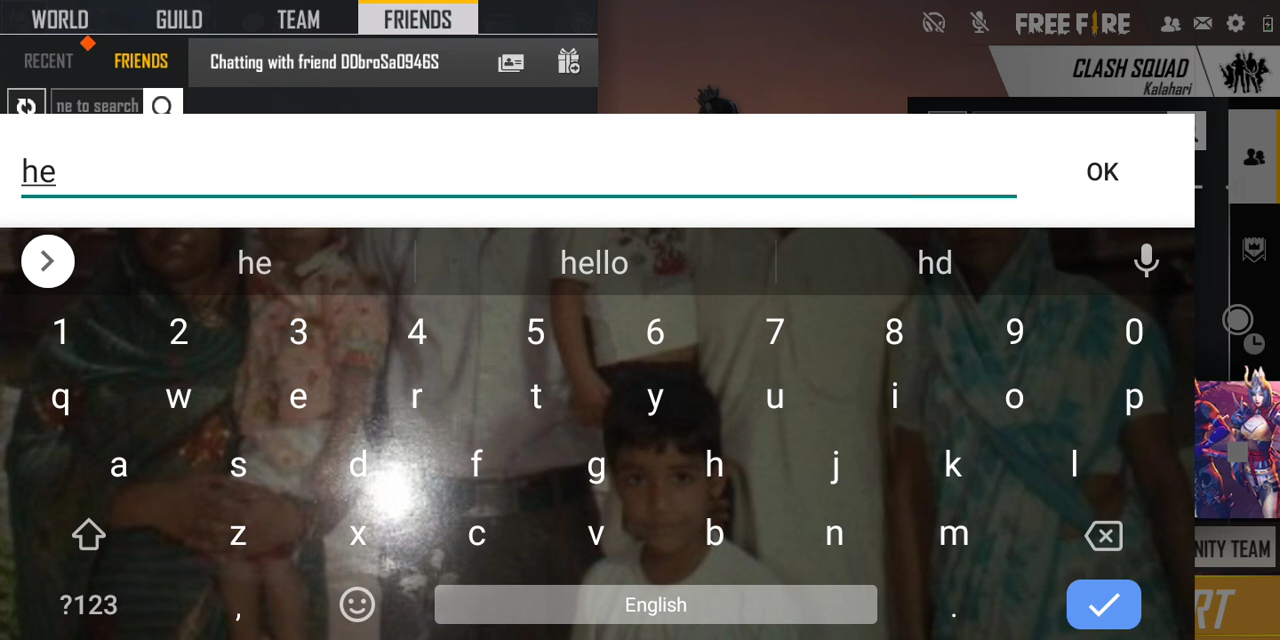 WORLD GUILD TEAM FRIENDS
FREE FIRE
RECENT FRIENDS
Chatting with friend DDbroSa0946S
CLASH SQUAD
Kalahari
ne to search
he
OK
he hello hd
1 2 3 4 5 6 7 8 9 0
q w e r t y u i o p
a s d f g h j k l
z x c v b n m
NITY TEAM
?123 , English .
RT